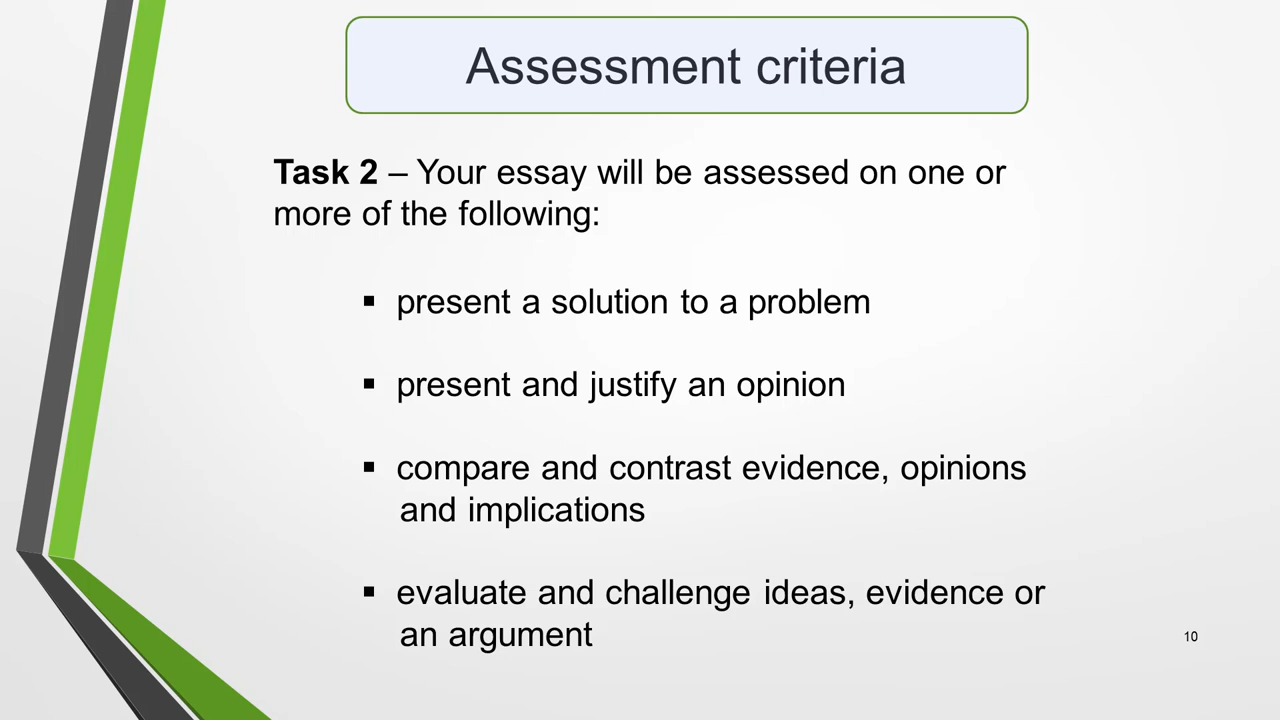 Assessment criteria
Task 2 – Your essay will be assessed on one or
more of the following:
▪ present a solution to a problem
▪ present and justify an opinion
▪ compare and contrast evidence, opinions
and implications
▪ evaluate and challenge ideas, evidence or
an argument
10